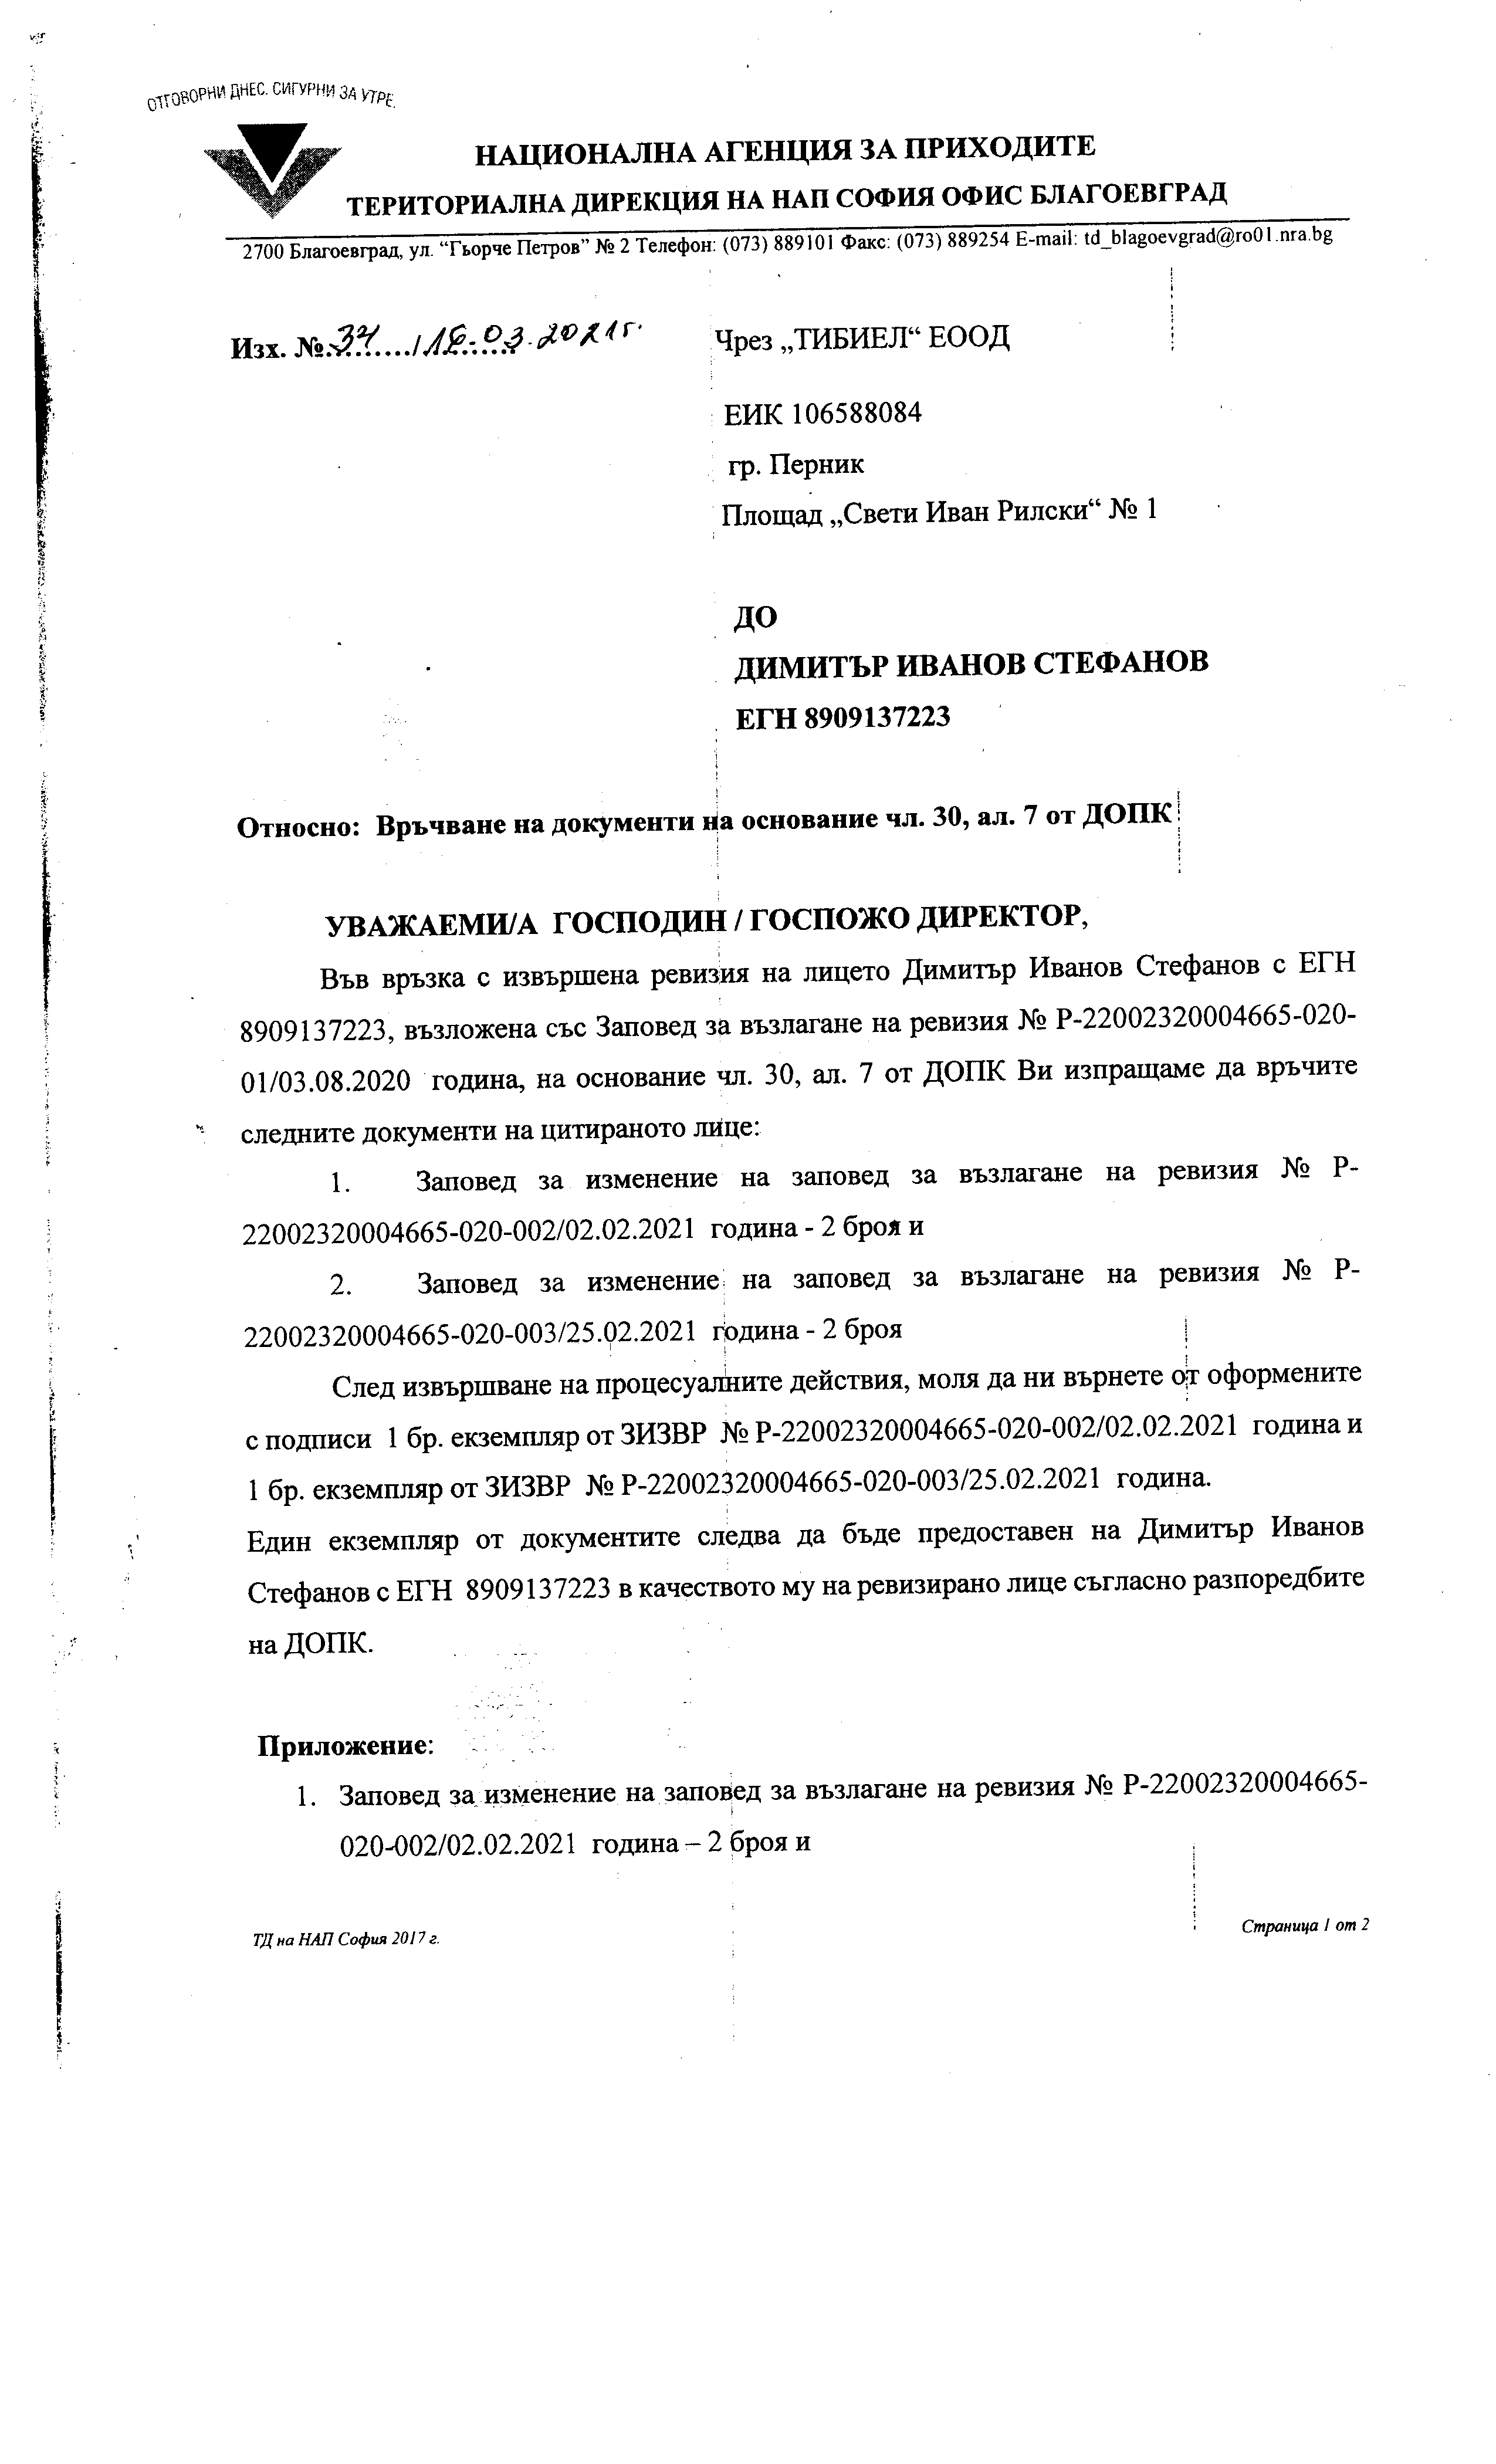 ОТГОВОРНИ ДНЕС. СИГУРНИ ЗА УТРЕ.
НАЦИОНАЛНА АГЕНЦИЯ ЗА ПРИХОДИТЕ
ТЕРИТОРИАЛНА ДИРЕКЦИЯ НА НАП СОФИЯ ОФИС БЛАГОЕВГРАД
2700 Благоевград, ул. “Гьорче Петров” № 2 Телефон: (073) 889101 Факс: (073) 889254 E-mail: td_blagoevgrad@ro01.nra.bg
Изх. № 03.2021г.
Чрез „ТИБИЕЛ“ ЕООД
ЕИК 106588084
гр. Перник
Площад „Свети Иван Рилски“ № 1
ДО
ДИМИТЪР ИВАНОВ СТЕФАНОВ
ЕГН 8909137223
Относно: Връчване на документи на основание чл. 30, ал. 7 от ДОПК
УВАЖАЕМИ/А ГОСПОДИН / ГОСПОЖО ДИРЕКТОР,
Във връзка с извършена ревизия на лицето Димитър Иванов Стефанов с ЕГН
8909137223, възложена със Заповед за възлагане на ревизия № Р-22002320004665-020-
01/03.08.2020 година, на основание чл. 30, ал. 7 от ДОПК Ви изпращаме да връчите
следните документи на цитираното лице:
1. Заповед за изменение на заповед за възлагане на ревизия № Р-
22002320004665-020-002/02.02.2021 година - 2 броя и
2. Заповед за изменение на заповед за възлагане на ревизия № Р-
22002320004665-020-003/25.02.2021 година - 2 броя
След извършване на процесуалните действия, моля да ни върнете от оформените
с подписи 1 бр. екземпляр от ЗИЗВР № Р-22002320004665-020-002/02.02.2021 година и
1 бр. екземпляр от ЗИЗВР № Р-22002320004665-020-003/25.02.2021 година.
Един екземпляр от документите следва да бъде предоставен на Димитър Иванов
Стефанов с ЕГН 8909137223 в качеството му на ревизирано лице съгласно разпоредбите
на ДОПК.
Приложение:
1. Заповед за изменение на заповед за възлагане на ревизия № Р-22002320004665-
020-002/02.02.2021 година – 2 броя и
ТД на НАП София 2017 г.
Страница 1 от 2